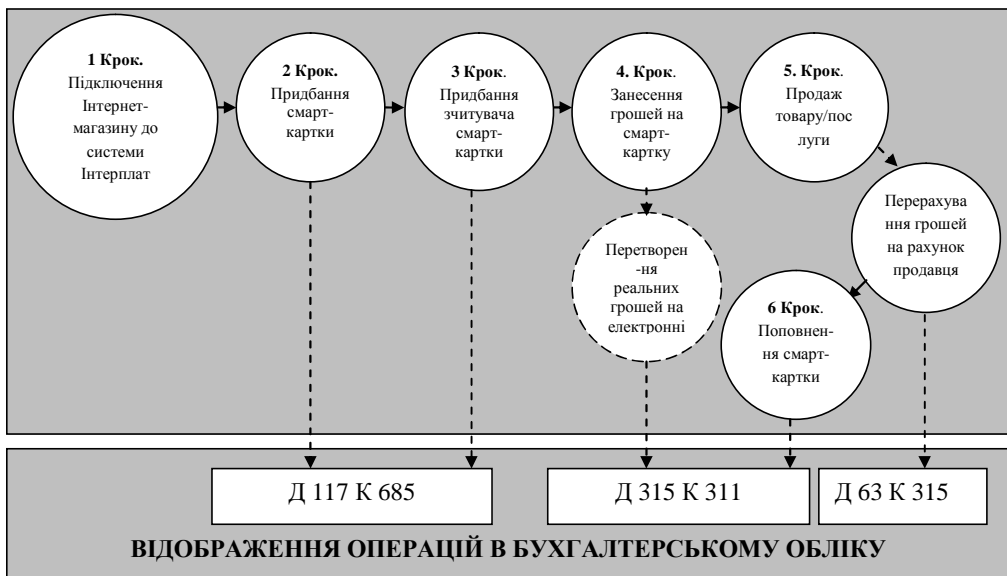 1 Крок.
Підключення
Інтернет-
магазину до
системи
Інтерплат
2 Крок.
Придбання
смарт-
картки
3 Крок.
Придбання
зчитувача
смарт-
картки
4. Крок.
Занесення
грошей на
смарт-
картку
5. Крок.
Продаж
товару/пос
луги
Перерахува
ння грошей
на рахунок
продавця
Перетворен
-ня
реальних
грошей на
електронні
6 Крок.
Поповнен-
ня смарт-
картки
Д 117 К 685
Д 315 К 311
Д 63 К 315
ВІДОБРАЖЕННЯ ОПЕРАЦІЙ В БУХГАЛТЕРСЬКОМУ ОБЛІКУ